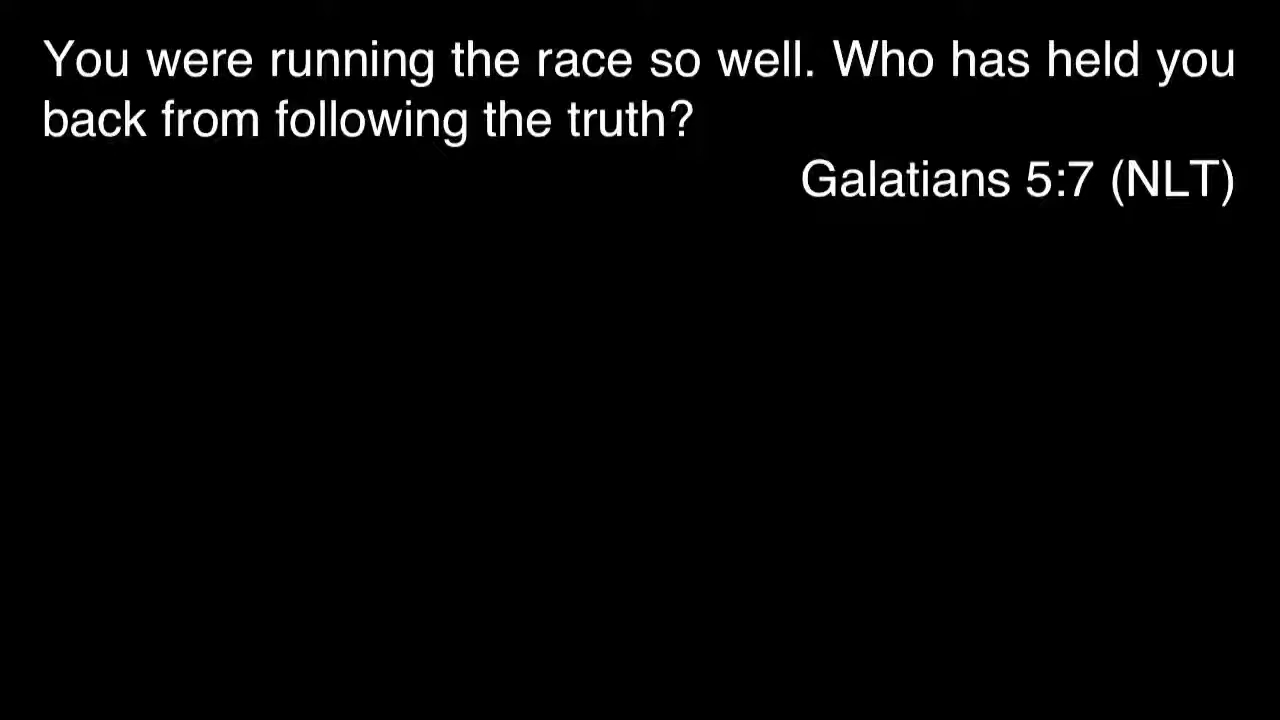 You were running the race so well. Who has held you
back from following the truth?
Galatians 5:7 (NLT)